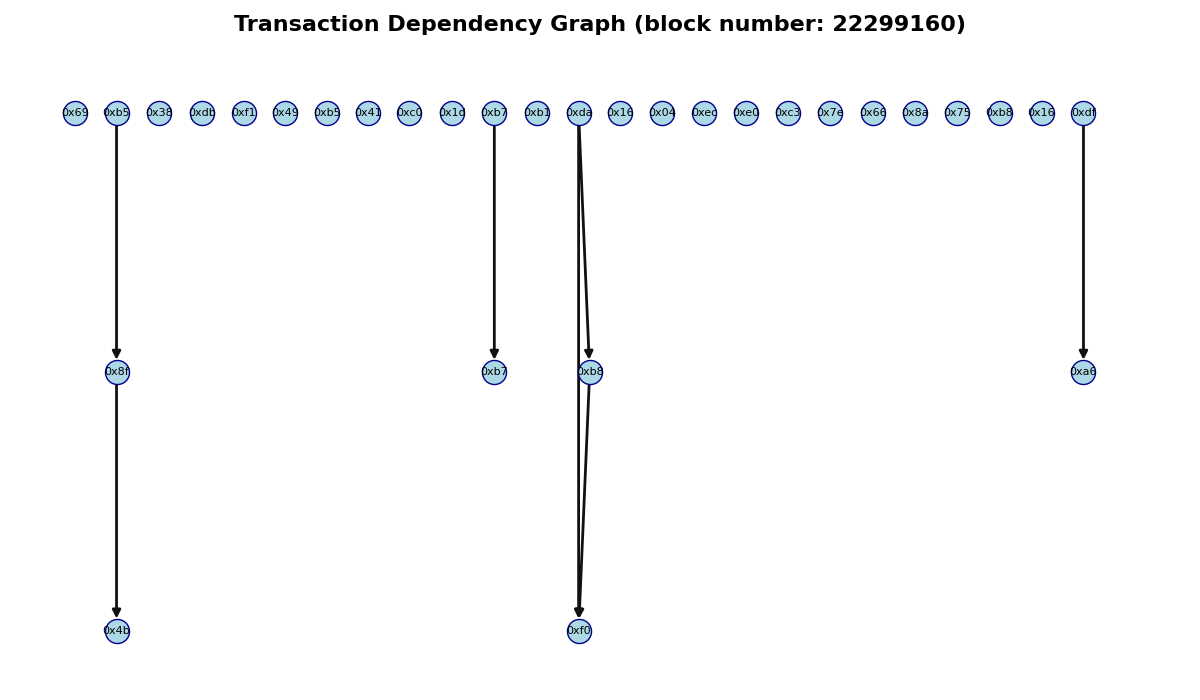 Transaction Dependency Graph (block number: 22299160)
0x69 0xb5 0x38 0xdb 0xf1 0x49 0xb5 0x41 0xc0 0x1d 0xb7 0xb1 0xda 0x16 0x04 0xec 0xe0 0xc3 0x7e 0x66 0x8a 0x75 0xb8 0x16 0xdf
0x8f 0xb7 0xb8 0xa6
0x4b 0xf0